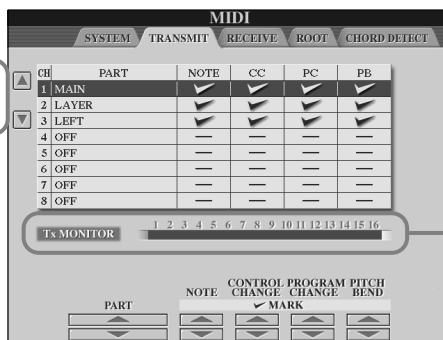 MIDI
SYSTEM TRANSMIT RECEIVE ROOT CHORD DETECT
CH PART NOTE CC PC PB
1 MAIN
2 LAYER
3 LEFT
4 OFF — — — —
5 OFF — — — —
6 OFF — — — —
7 OFF — — — —
8 OFF — — — —
1 2 3 4 5 6 7 8 9 10 11 12 13 14 15 16
Tx MONITOR
PART NOTE CONTROL CHANGE PROGRAM CHANGE PITCH BEND
MARK